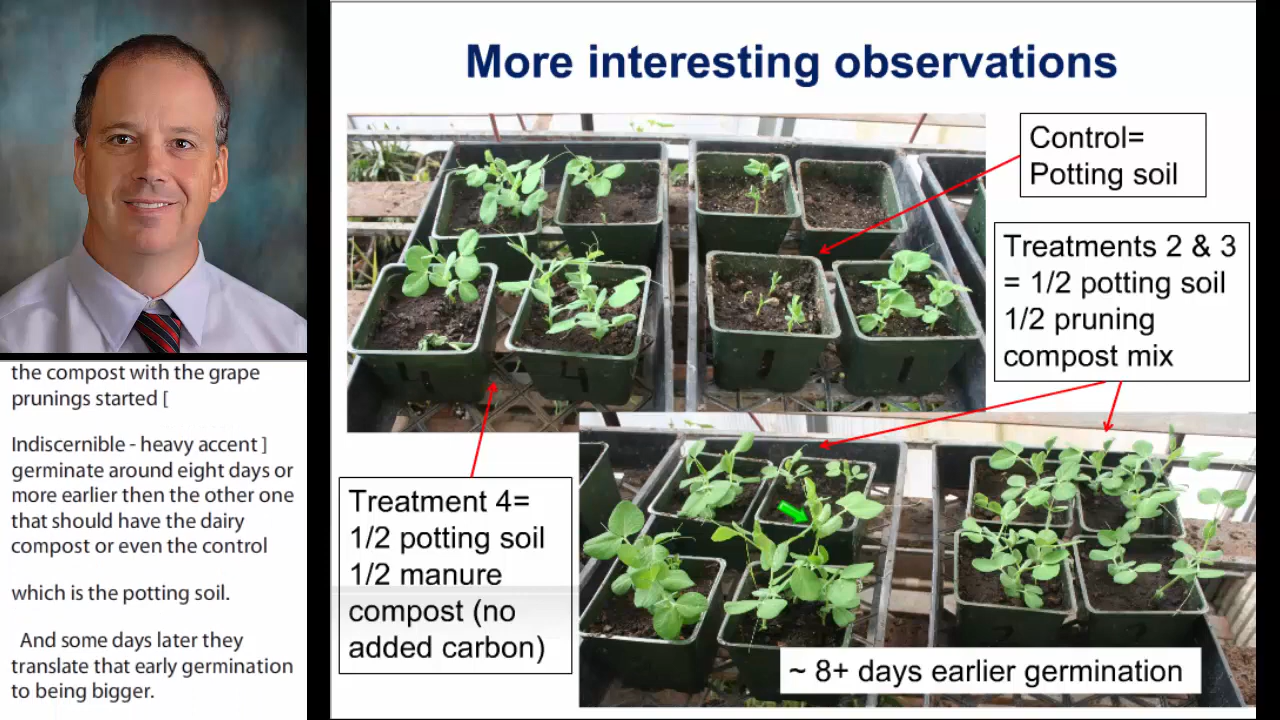 More interesting observations
Control=
Potting soil
Treatments 2 & 3
= 1/2 potting soil
1/2 pruning
compost mix
Treatment 4=
1/2 potting soil
1/2 manure
compost (no
added carbon)
~ 8+ days earlier germination
4
1
1
2
the compost with the grape
prunings started [
Indiscernible - heavy accent ]
germinate around eight days or
more earlier then the other one
that should have the dairy
compost or even the control
which is the potting soil.
And some days later they
translate that early germination
to being bigger.